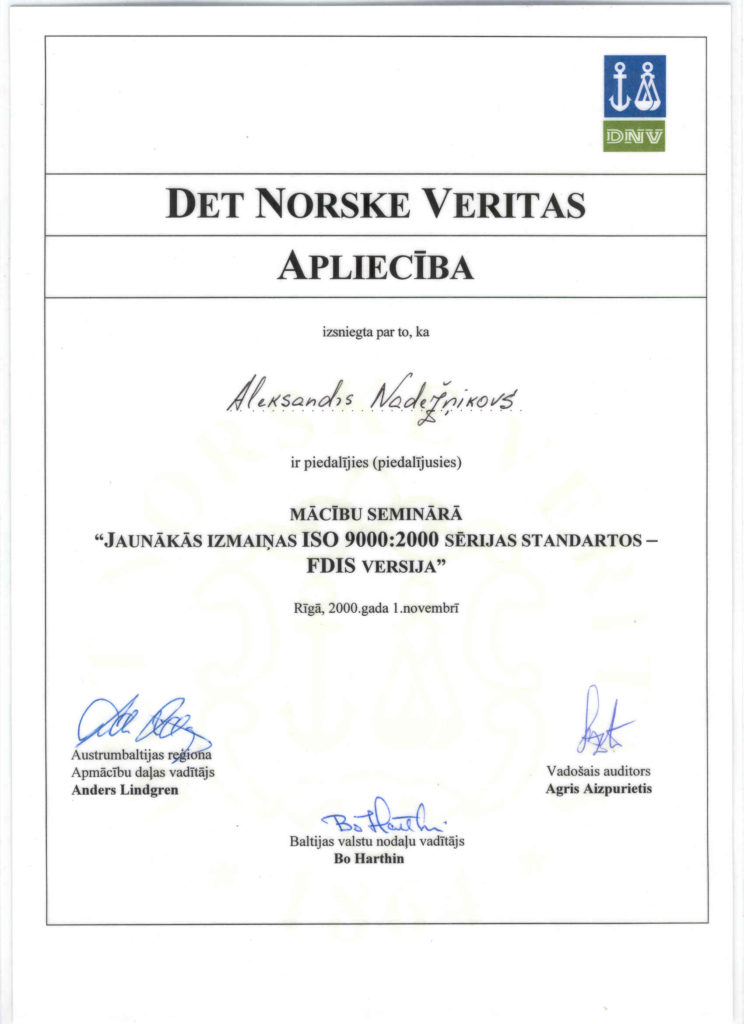 DNV
DET NORSKE VERITAS
APLIECĪBA
izsniegta par to, ka
Aleksandrs Nadežņikovs
ir piedalījies (piedalījusies)
MĀCĪBU SEMINĀRĀ
“JAUNĀKĀS IZMAIŅAS ISO 9000:2000 SĒRIJAS STANDARTOS –
FDIS VERSIJA”
Rīgā, 2000.gada 1.novembrī
Austrumbaltijas reģiona
Apmācību daļas vadītājs
Anders Lindgren
Vadošais auditors
Agris Aizpurietis
Bo Harthin
Baltijas valstu nodaļu vadītājs
Bo Harthin
1864